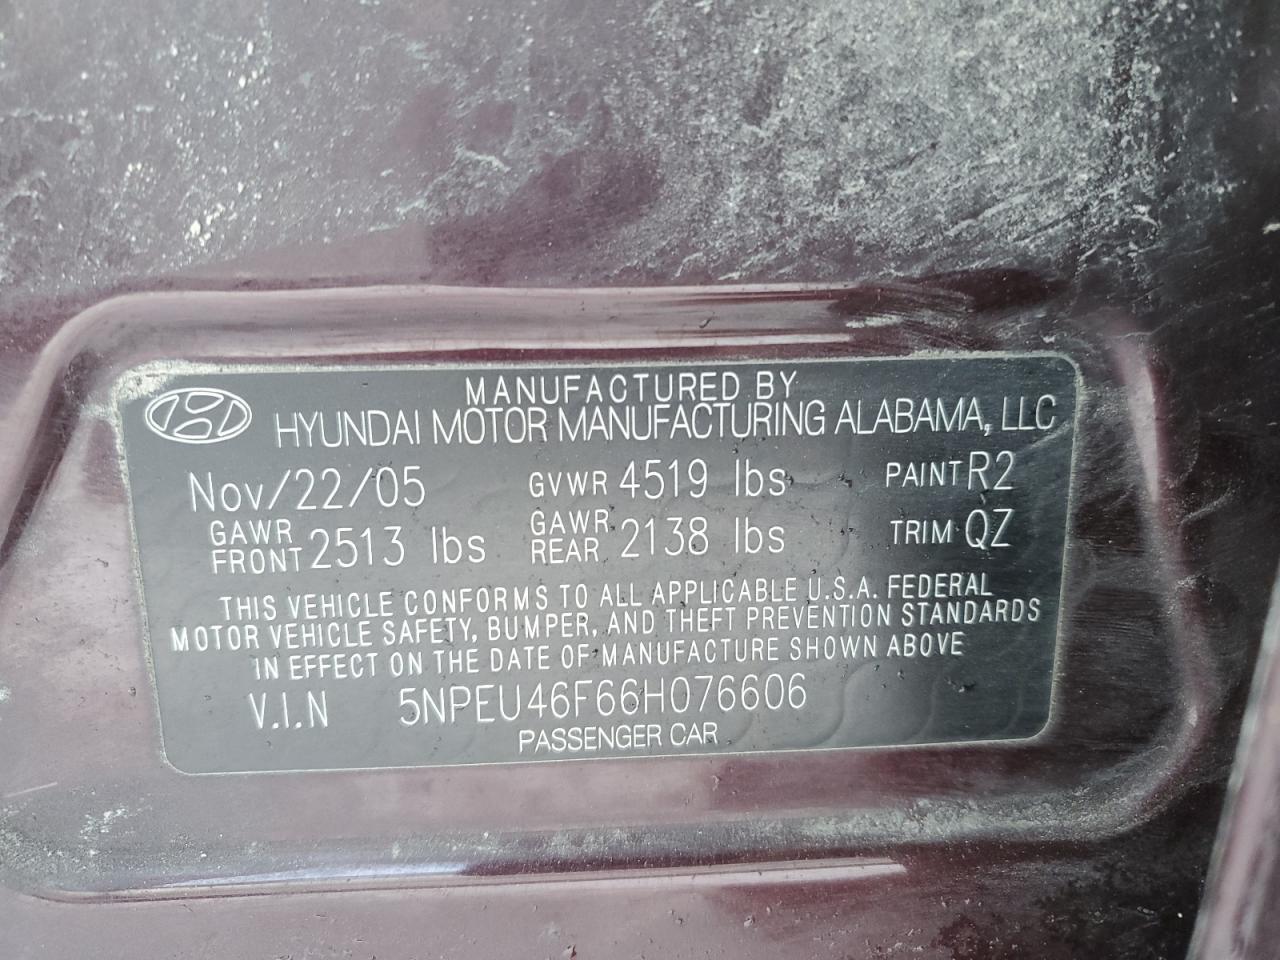 MANUFACTURED BY
HYUNDAI MOTOR MANUFACTURING ALABAMA, LLC
Nov/22/05 GVWR 4519 lbs PAINT R2
GAWR FRONT 2513 lbs GAWR REAR 2138 lbs TRIM QZ
THIS VEHICLE CONFORMS TO ALL APPLICABLE U.S.A. FEDERAL
MOTOR VEHICLE SAFETY, BUMPER, AND THEFT PREVENTION STANDARDS
IN EFFECT ON THE DATE OF MANUFACTURE SHOWN ABOVE
V.I.N 5NPEU46F66H076606
PASSENGER CAR